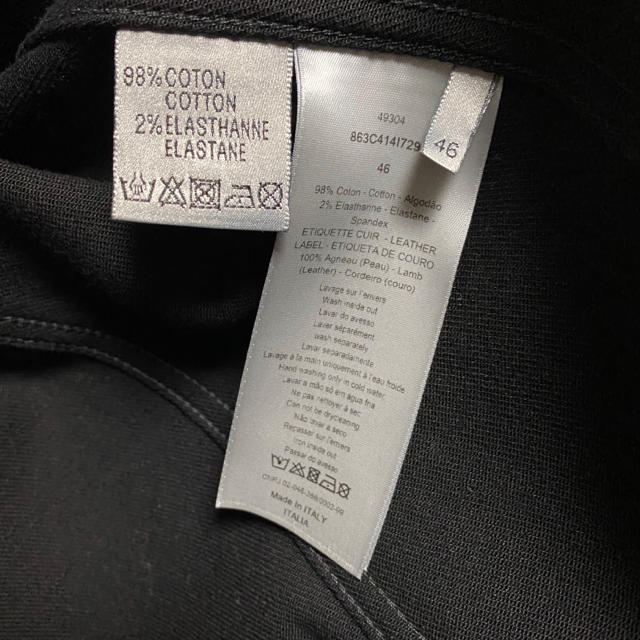 98% COTON
COTTON
2% ELASTHANNE
ELASTANE
49304
863C414I729
46
46
98% Coton - Cotton - Algodão
2% Elasthanne - Elastane -
Spandex
ETIQUETTE CUIR - LEATHER
LABEL - ETIQUETA DE COURO
100% Agneau (Peau) - Lamb
(Leather) - Cordeiro (couro)
Lavage sur l'envers
Wash inside out
Lavar do avesso
Laver séparément
wash separately
Lavar separadamente
Lavage à la main uniquement à l'eau froide
Hand washing only in cold water
Lavar a mão só em agua fria
Ne pas nettoyer à sec
Can not be drycleaning
Não lavar à seco
Repasser sur l'envers
Iron inside out
Passar do avesso
Made In ITALY
ITALIA